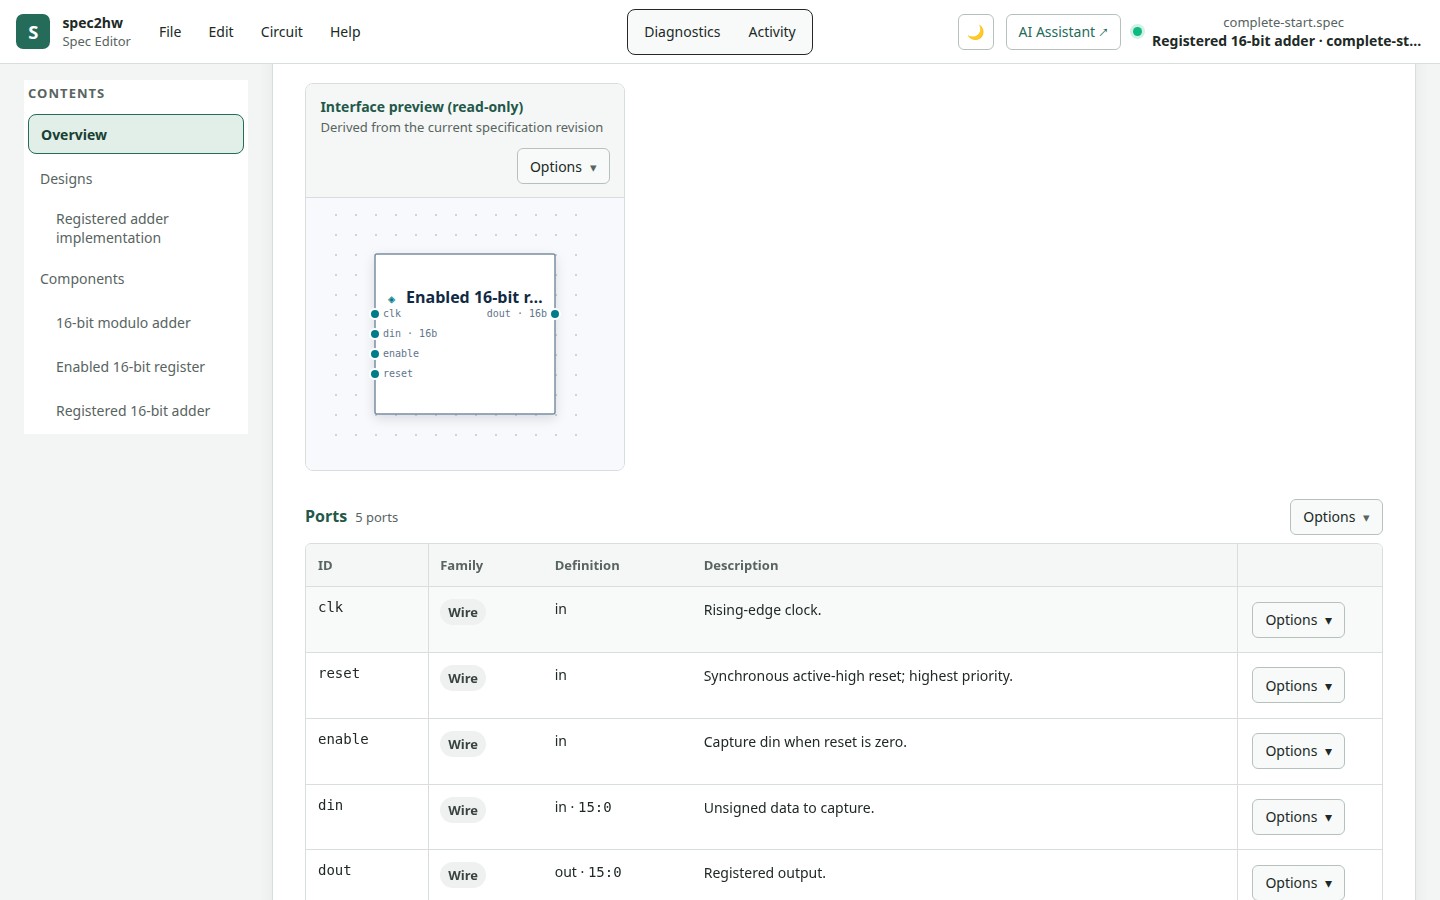 S
spec2hw
Spec Editor
File
Edit
Circuit
Help
Diagnostics
Activity
AI Assistant ↗
complete-start.spec
Registered 16-bit adder · complete-st...
CONTENTS
Overview
Designs
Registered adder
implementation
Components
16-bit modulo adder
Enabled 16-bit register
Registered 16-bit adder
Interface preview (read-only)
Derived from the current specification revision
Options ▾
Enabled 16-bit r...
clk
dout · 16b
din · 16b
enable
reset
Ports 5 ports
Options ▾
ID Family Definition Description
clk Wire in Rising-edge clock. Options ▾
reset Wire in Synchronous active-high reset; highest priority. Options ▾
enable Wire in Capture din when reset is zero. Options ▾
din Wire in · 15:0 Unsigned data to capture. Options ▾
dout Wire out · 15:0 Registered output. Options ▾